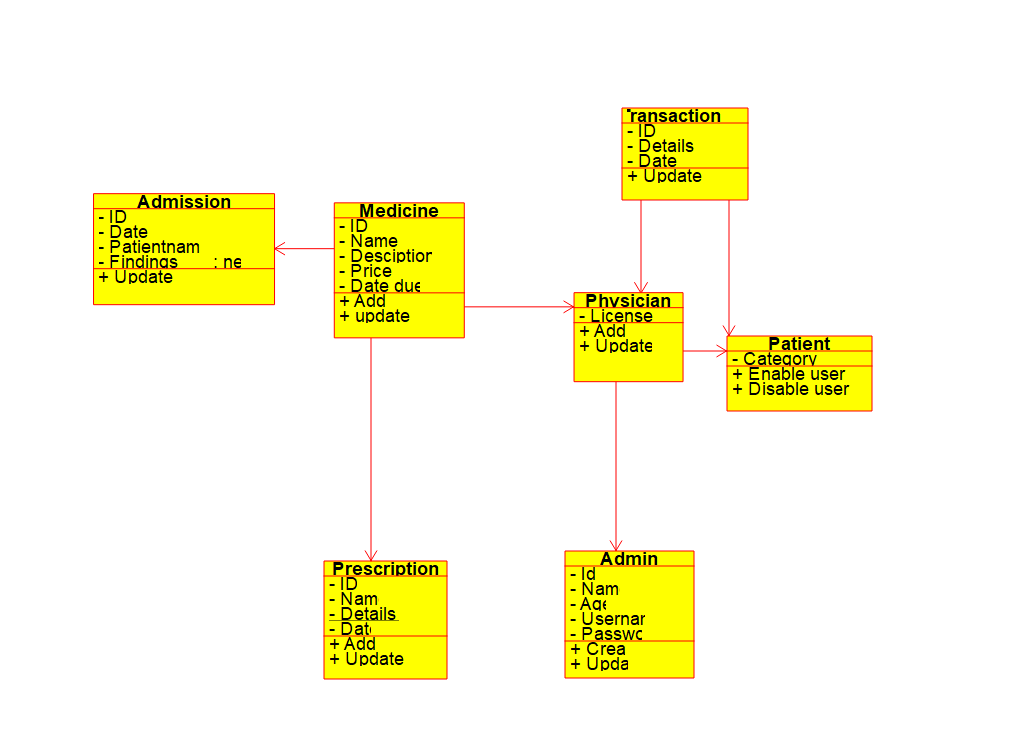 Transaction
- ID
- Details
- Date
+ Update
Admission
- ID
- Date
- Patientnam
- Findings : ne
+ Update
Medicine
- ID
- Name
- Desciption
- Price
- Date due
+ Add
+ update
Physician
- License
+ Add
+ Update
Patient
- Category
+ Enable user
+ Disable user
Prescription
- ID
- Nam
- Details
- Date
+ Add
+ Update
Admin
- Id
- Nam
- Age
- Usernar
- Passwo
+ Crea
+ Upda